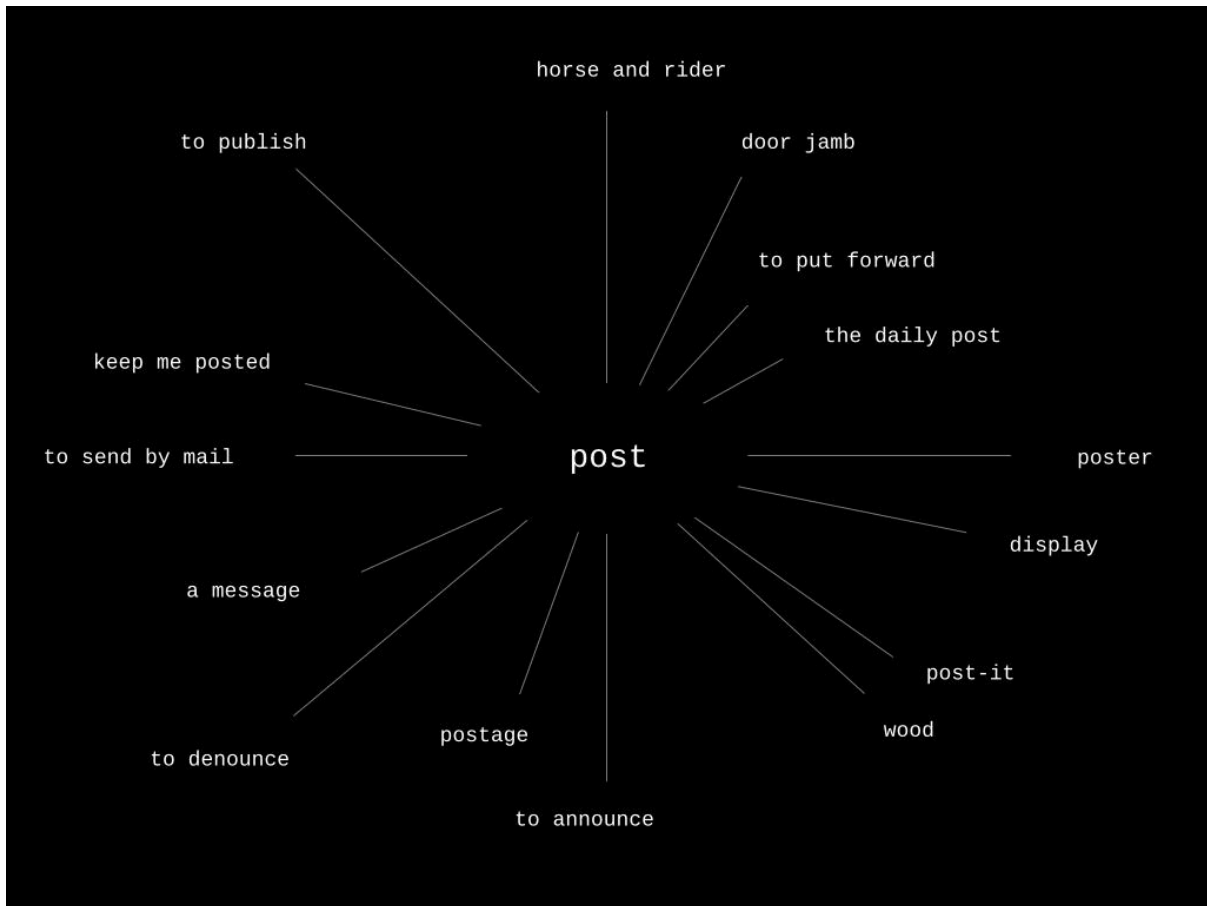 horse and rider
to publish
door jamb
to put forward
the daily post
keep me posted
to send by mail
post
poster
display
a message
post-it
wood
postage
to denounce
to announce